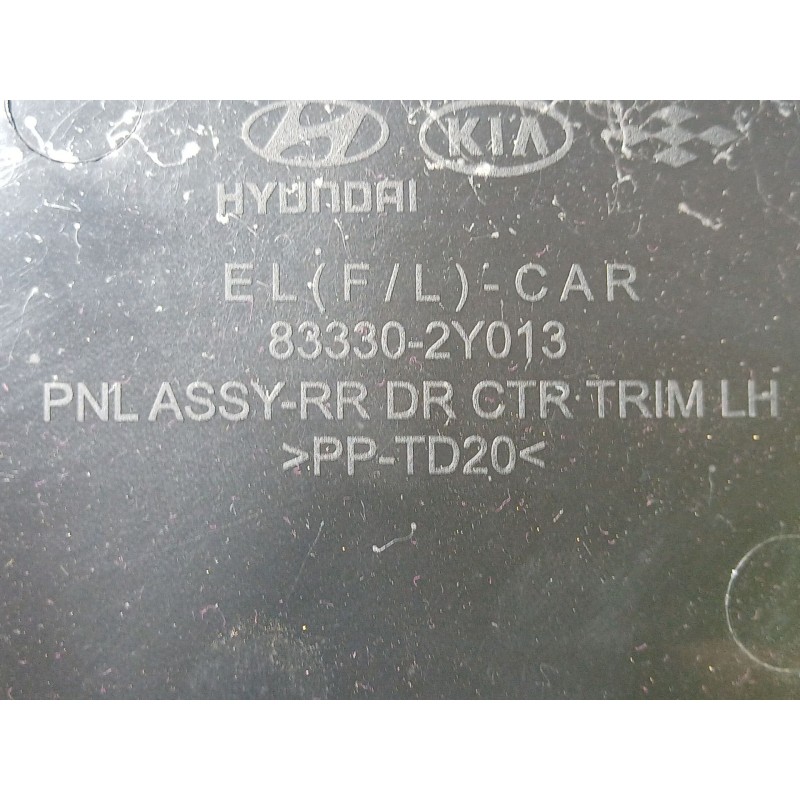 KIA
HYUNDAI
EL(F/L)-CAR
83330-2Y013
PNL ASSY-RR DR CTR TRIM LH
>PP-TD20<